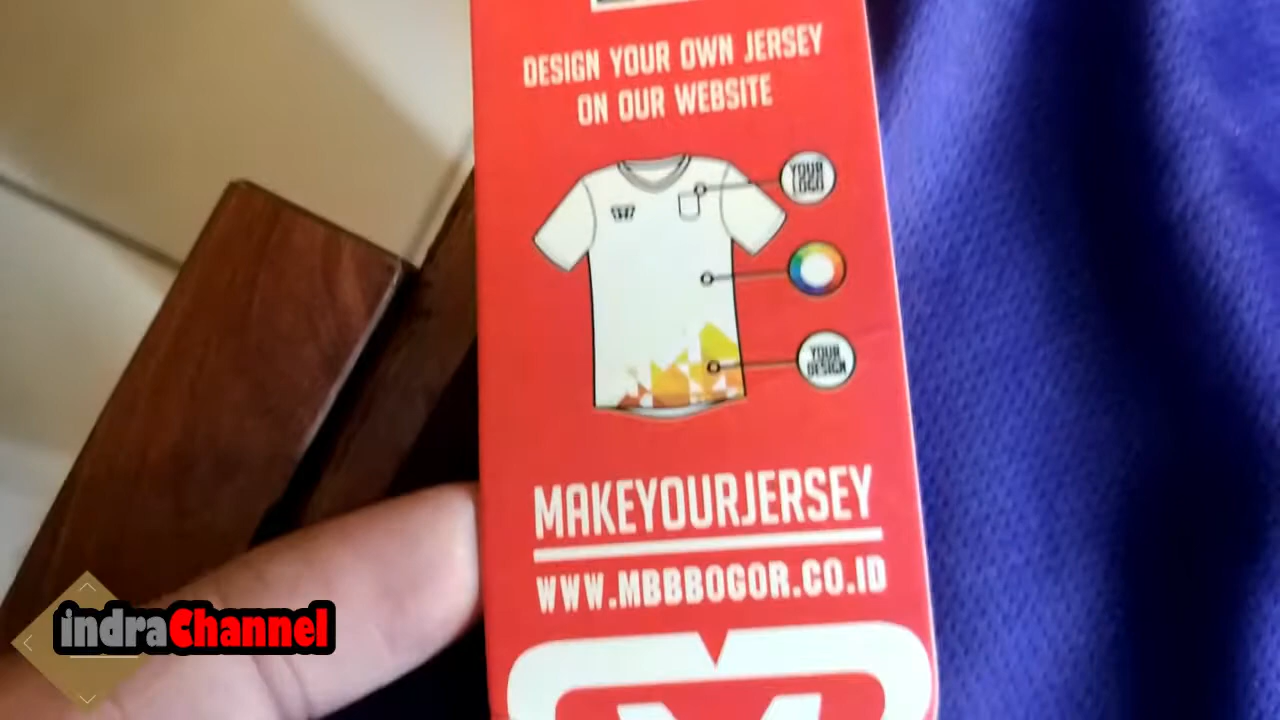 DESIGN YOUR OWN JERSEY
ON OUR WEBSITE
YOUR
LOGO
YOUR
DESIGN
MAKEYOURJERSEY
WWW.MBBBOGOR.CO.ID
indraChannel